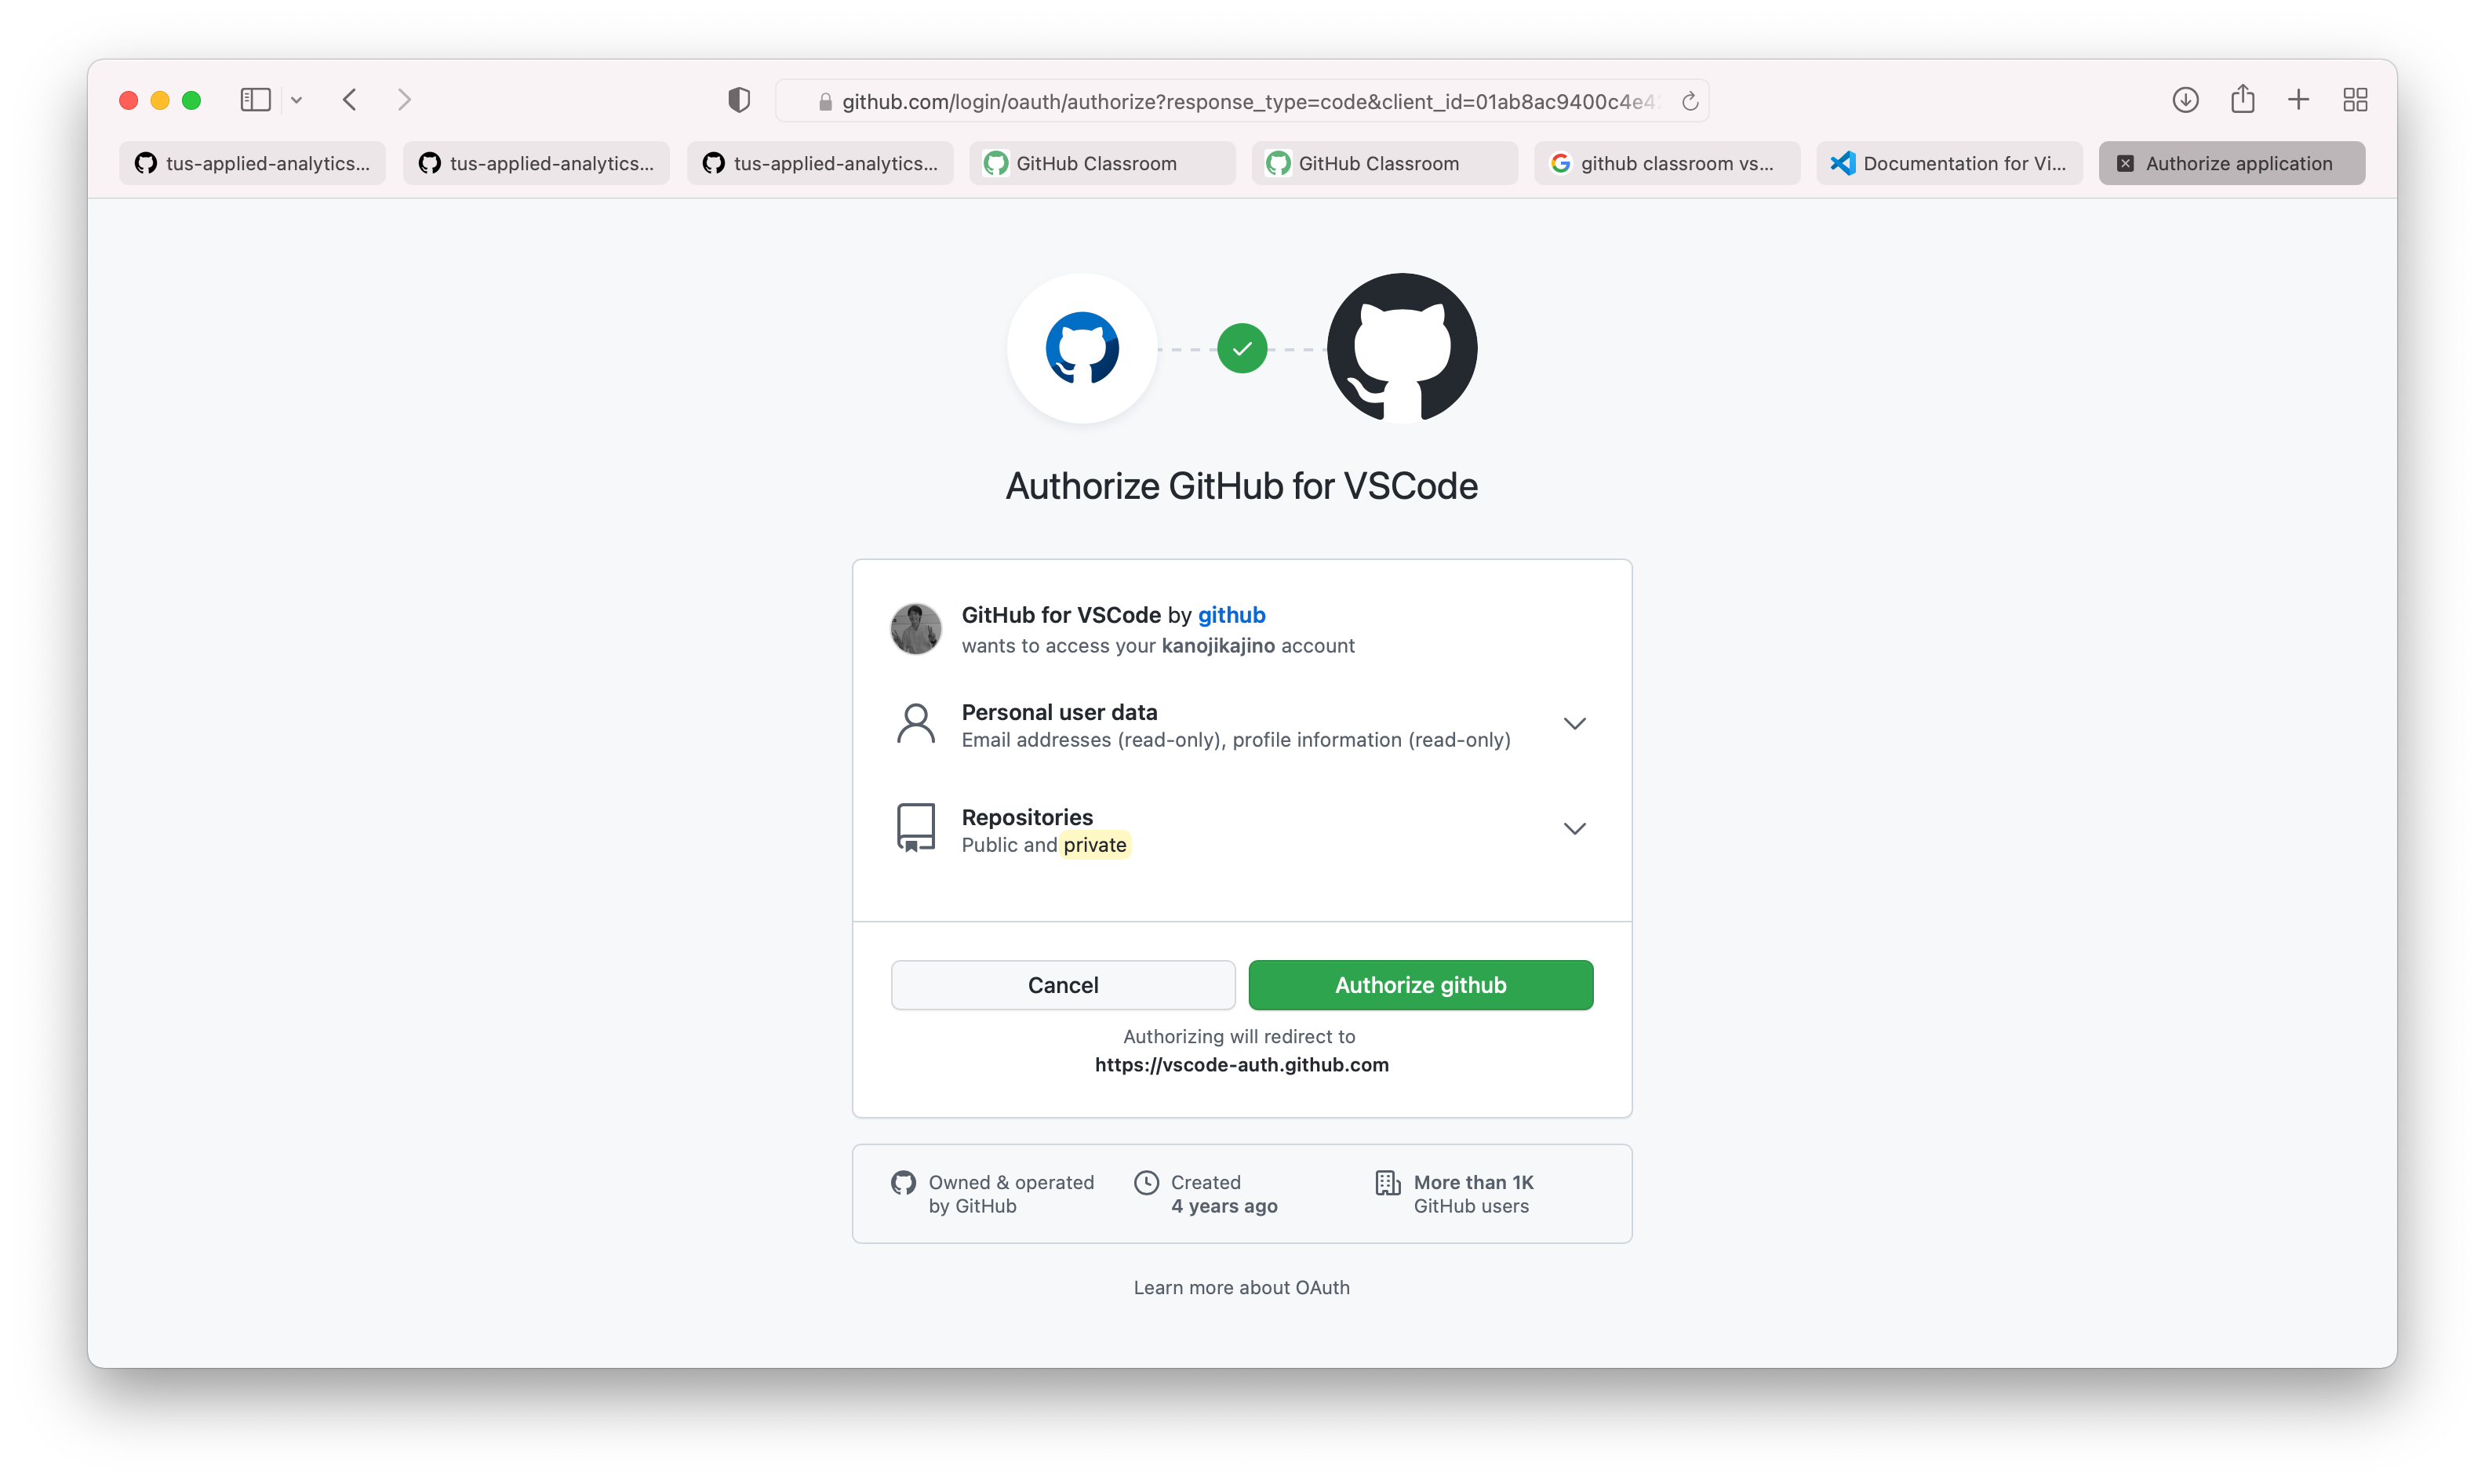 github.com/login/oauth/authorize?response_type=code&client_id=01ab8ac9400c4e4
tus-applied-analytics...
tus-applied-analytics...
tus-applied-analytics...
GitHub Classroom
GitHub Classroom
github classroom vs...
Documentation for Vi...
Authorize application
Authorize GitHub for VSCode
GitHub for VSCode by github
wants to access your kanojikajino account
Personal user data
Email addresses (read-only), profile information (read-only)
Repositories
Public and private
Cancel
Authorize github
Authorizing will redirect to
https://vscode-auth.github.com
Owned & operated
by GitHub
Created
4 years ago
More than 1K
GitHub users
Learn more about OAuth